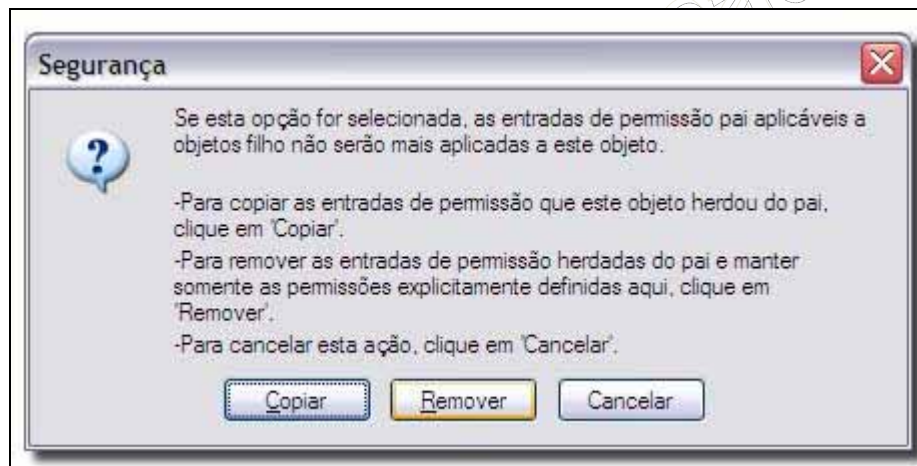 Segurança
Se esta opção for selecionada, as entradas de permissão pai aplicáveis a
objetos filho não serão mais aplicadas a este objeto.
-Para copiar as entradas de permissão que este objeto herdou do pai,
clique em 'Copiar'.
-Para remover as entradas de permissão herdadas do pai e manter
somente as permissões explicitamente definidas aqui, clique em
'Remover'.
-Para cancelar esta ação, clique em 'Cancelar'.
Copiar Remover Cancelar